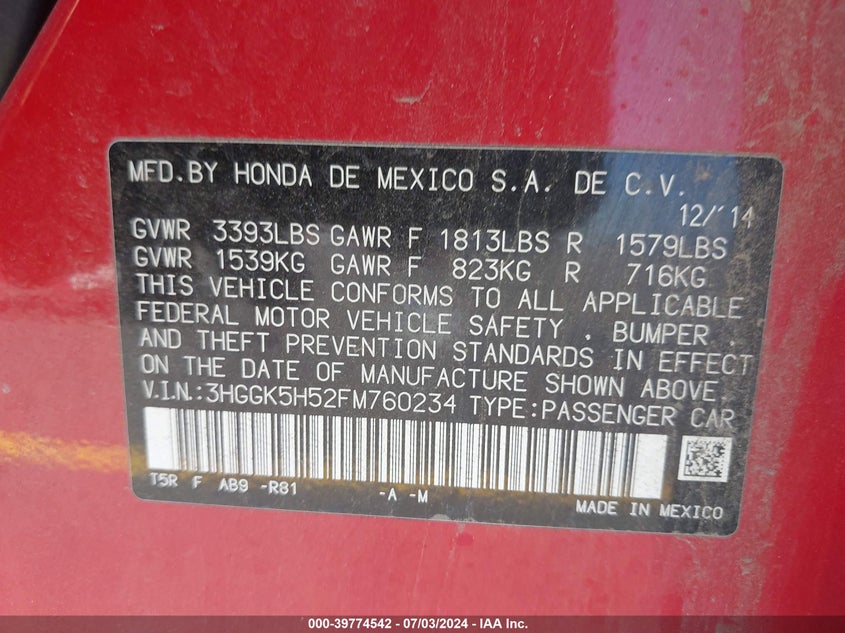 MFD.BY HONDA DE MEXICO S.A. DE C.V.
12/'14
GVWR 3393LBS GAWR F 1813LBS R 1579LBS
GVWR 1539KG GAWR F 823KG R 716KG
THIS VEHICLE CONFORMS TO ALL APPLICABLE
FEDERAL MOTOR VEHICLE SAFETY , BUMPER ,
AND THEFT PREVENTION STANDARDS IN EFFECT
ON THE DATE OF MANUFACTURE SHOWN ABOVE.
V.I.N.:3HGGK5H52FM760234 TYPE:PASSENGER CAR
T5R F AB9 -R81 -A -M
MADE IN MEXICO
000-39774542 - 07/03/2024 - IAA Inc.